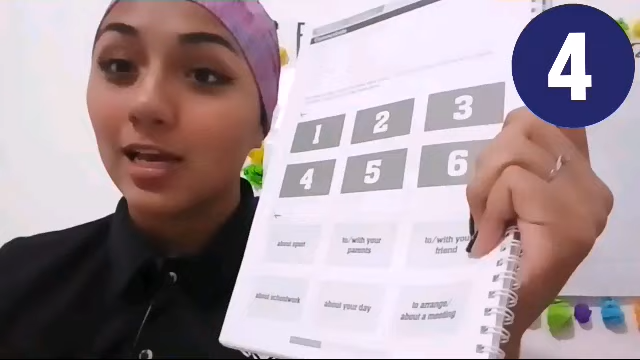 4
1 2 3
4 5 6
about sport
to/with your
parents
to/with you
friend
about schoolwork
about your day
to arrange/
about a meeting